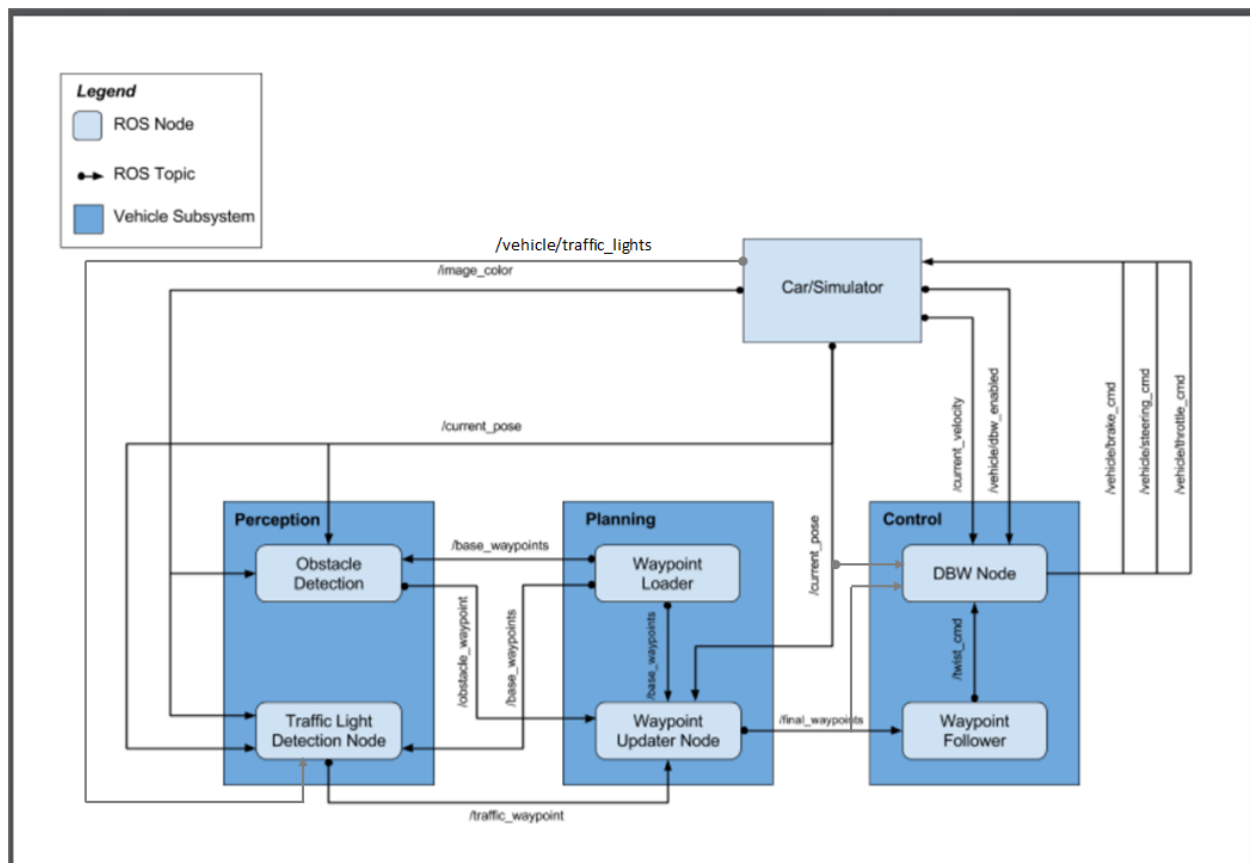 Legend
ROS Node
ROS Topic
Vehicle Subsystem
/vehicle/traffic_lights
/image_color
Car/Simulator
/current_pose
/current_velocity
/vehicle/dbw_enabled
/vehicle/brake_cmd
/vehicle/steering_cmd
/vehicle/throttle_cmd
Perception
Planning
Control
Obstacle
Detection
/base_waypoints
Waypoint
Loader
/current_pose
DBW Node
/obstacle_waypoint
/base_waypoints
/base_waypoints
/twist_cmd
Traffic Light
Detection Node
Waypoint
Updater Node
/final_waypoints
Waypoint
Follower
/traffic_waypoint